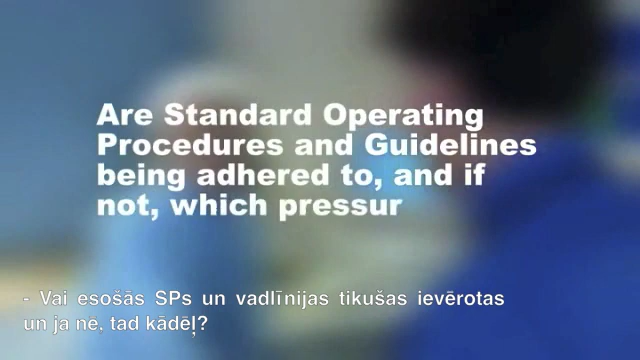 Are Standard Operating
Procedures and Guidelines
being adhered to, and if
not, which pressur
- Vai esošās SPs un vadlīnijas tikušas ievērotas
un ja nē, tad kādēļ?